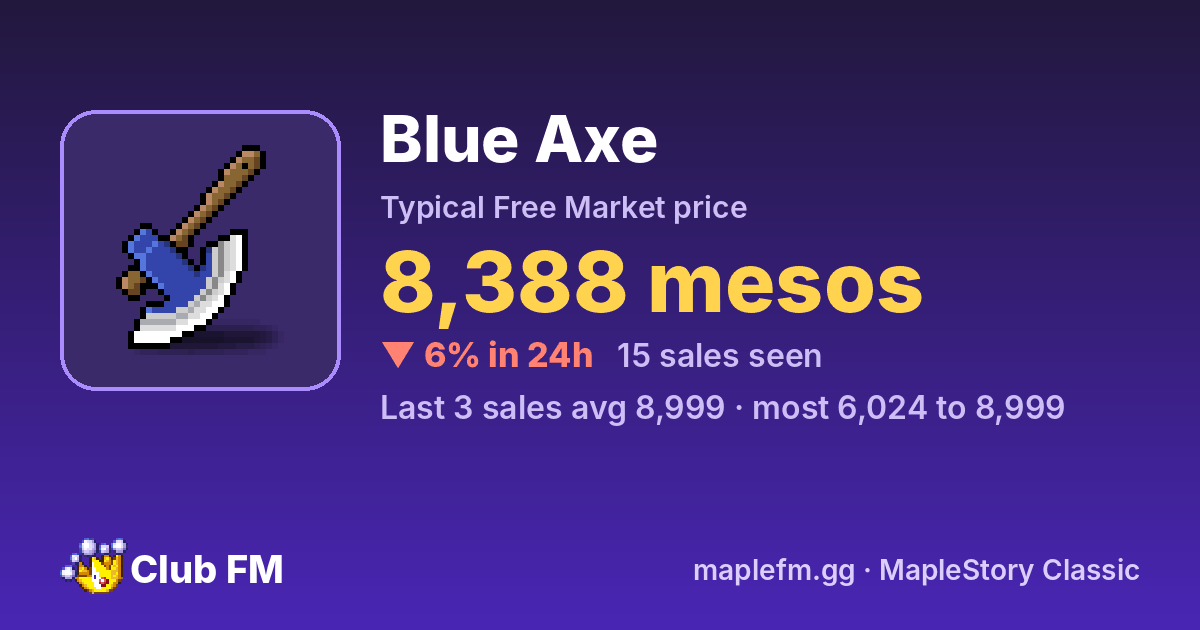 Blue Axe
Typical Free Market price
8,388 mesos
▼ 6% in 24h 15 sales seen
Last 3 sales avg 8,999 · most 6,024 to 8,999
Club FM
maplefm.gg · MapleStory Classic